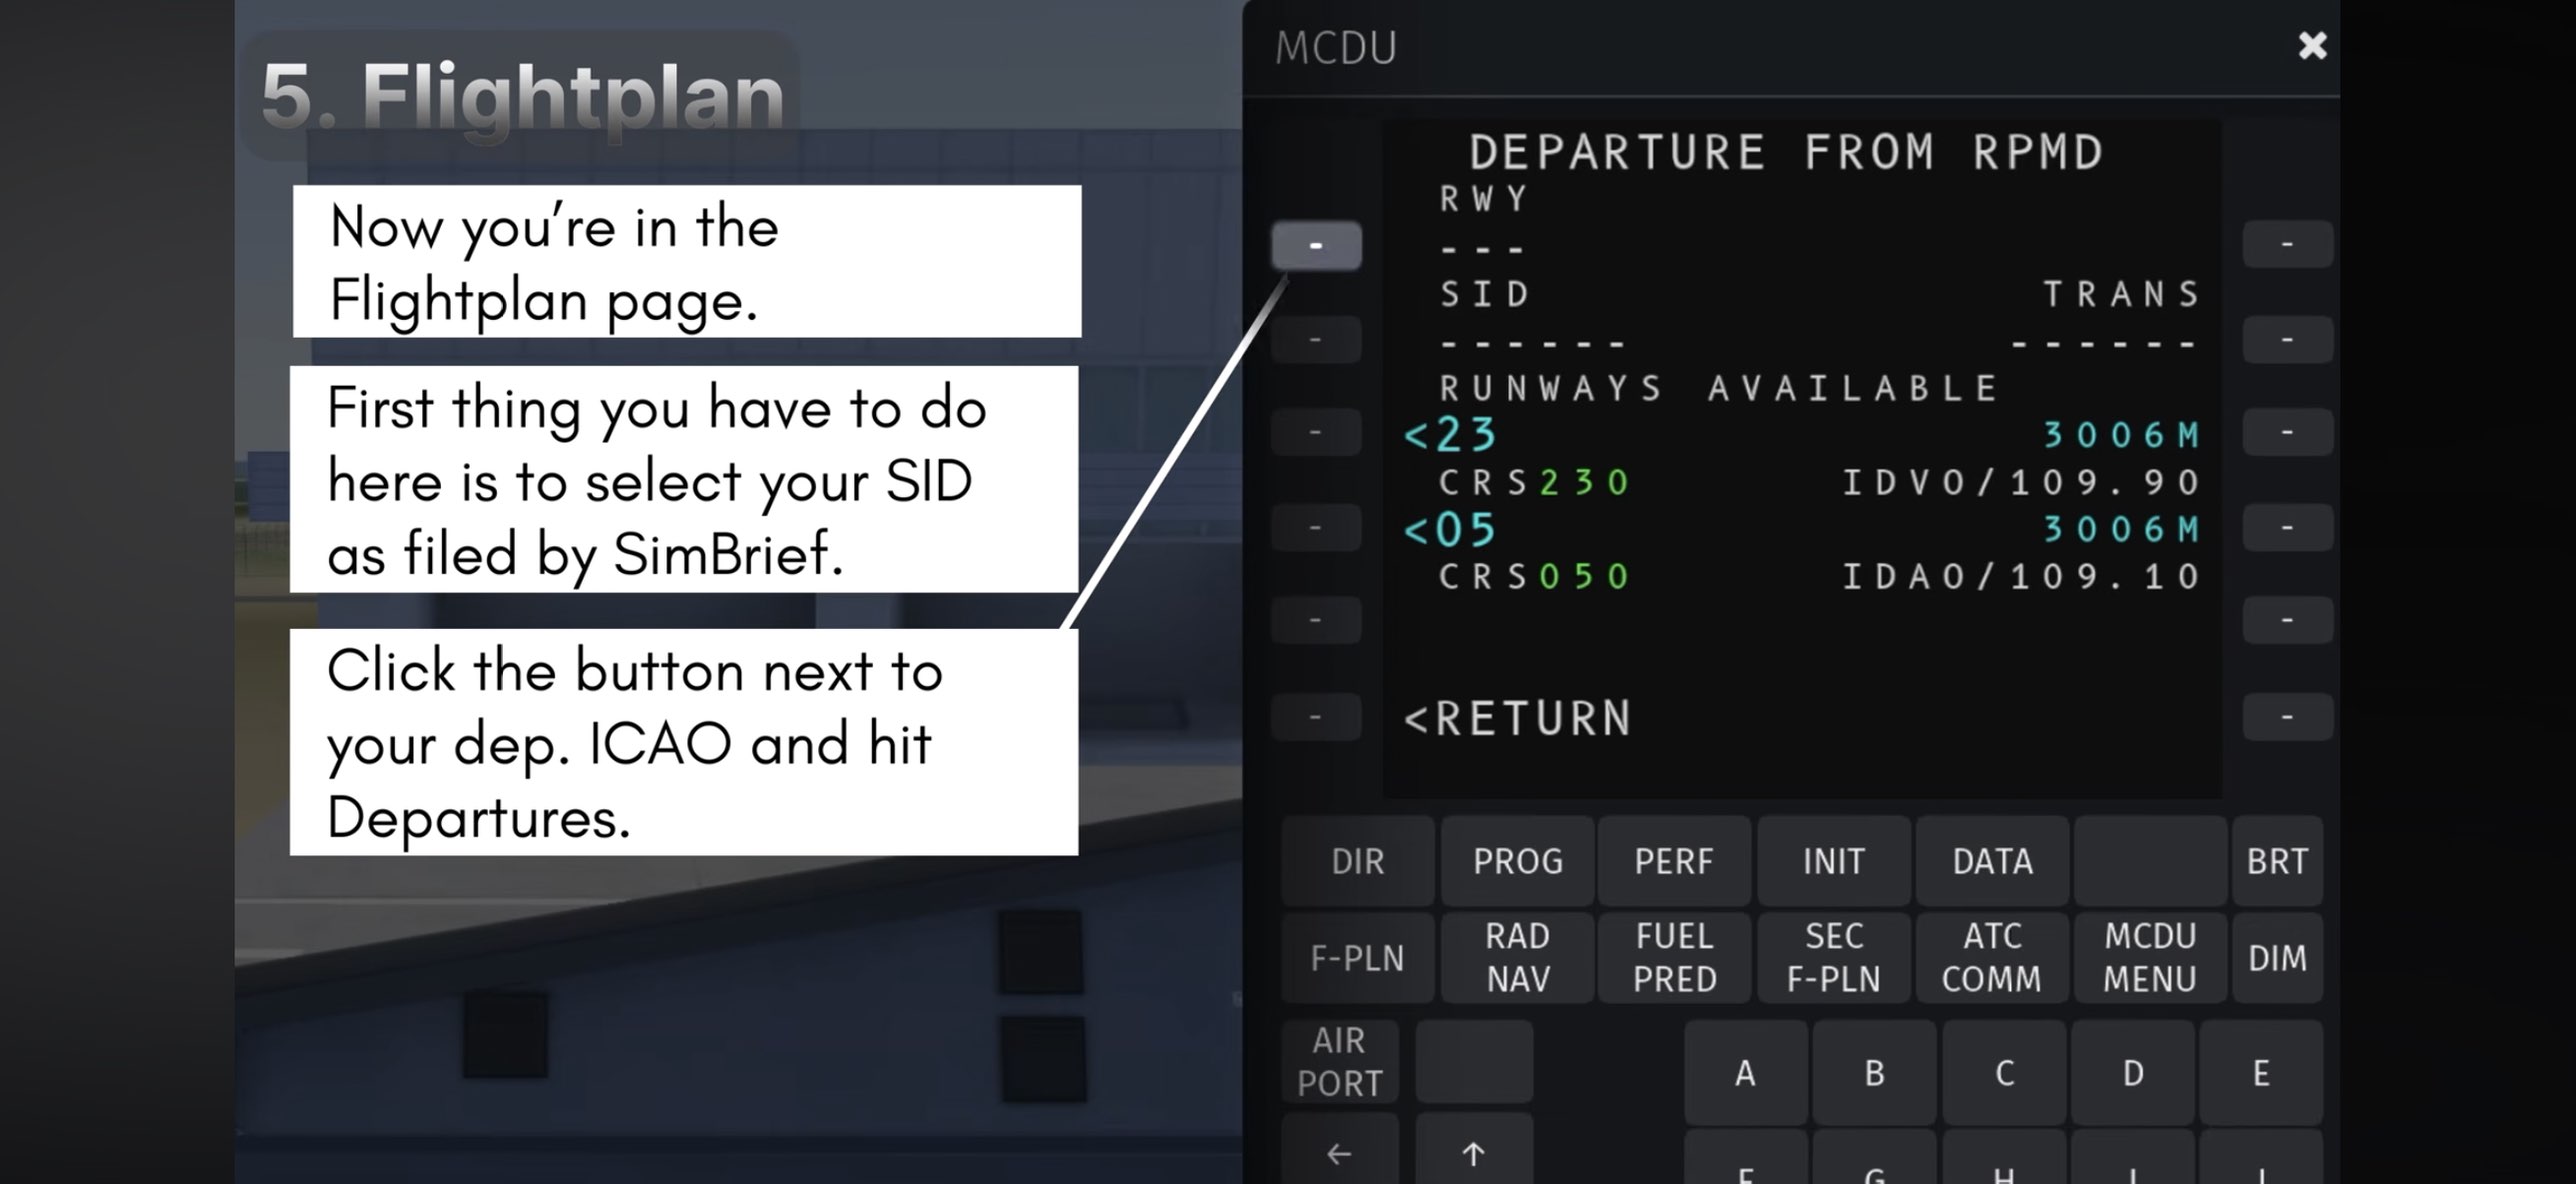 5. Flightplan
Now you’re in the
Flightplan page.
First thing you have to do
here is to select your SID
as filed by SimBrief.
Click the button next to
your dep. ICAO and hit
Departures.
MCDU ✖
DEPARTURE FROM RPMD
RWY
- ---  -
SID TRANS
- ------ ------ -
RUNWAYS AVAILABLE
- <23 3006M -
CRS230 IDVO/109.90
- <05 3006M -
CRS050 IDAO/109.10
- -
- <RETURN -
DIR PROG PERF INIT DATA BRT
F-PLN RAD NAV FUEL PRED SEC F-PLN ATC COMM MCDU MENU DIM
AIR PORT A B C D E
← ↑